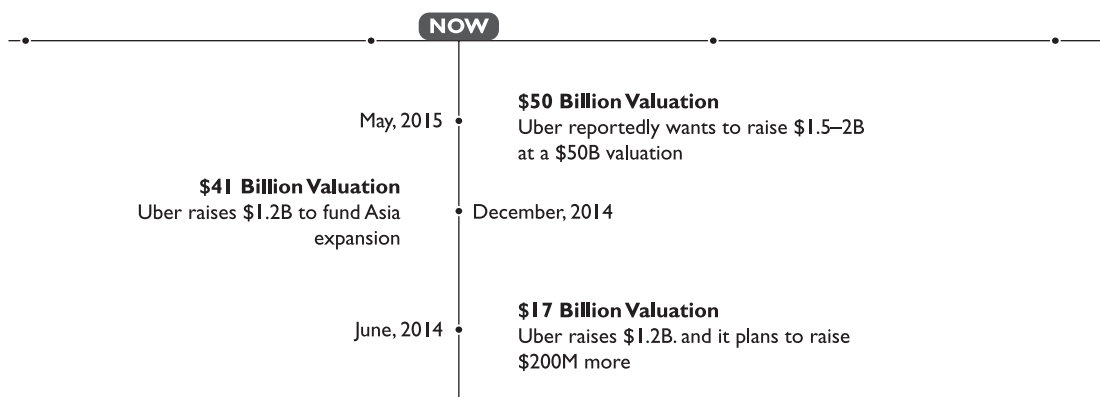 NOW
May, 2015
$50 Billion Valuation
Uber reportedly wants to raise $1.5–2B
at a $50B valuation
$41 Billion Valuation
Uber raises $1.2B to fund Asia
expansion
December, 2014
June, 2014
$17 Billion Valuation
Uber raises $1.2B. and it plans to raise
$200M more